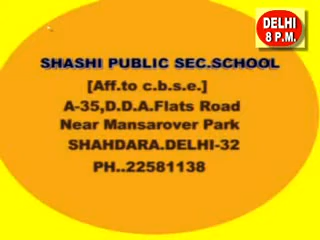 DELHI
8 P.M.
SHASHI PUBLIC SEC.SCHOOL
[Aff.to c.b.s.e.]
A-35,D.D.A.Flats Road
Near Mansarover Park
SHAHDARA.DELHI-32
PH..22581138